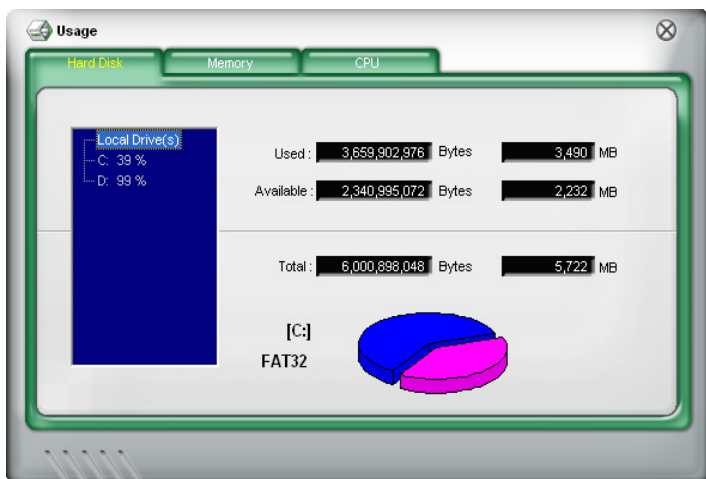 Usage
Hard Disk Memory CPU
Local Drive(s)
C: 39 %
D: 99 %
Used : 3,659,902,976 Bytes 3,490 MB
Available : 2,340,995,072 Bytes 2,232 MB
Total : 6,000,898,048 Bytes 5,722 MB
[C:]
FAT32